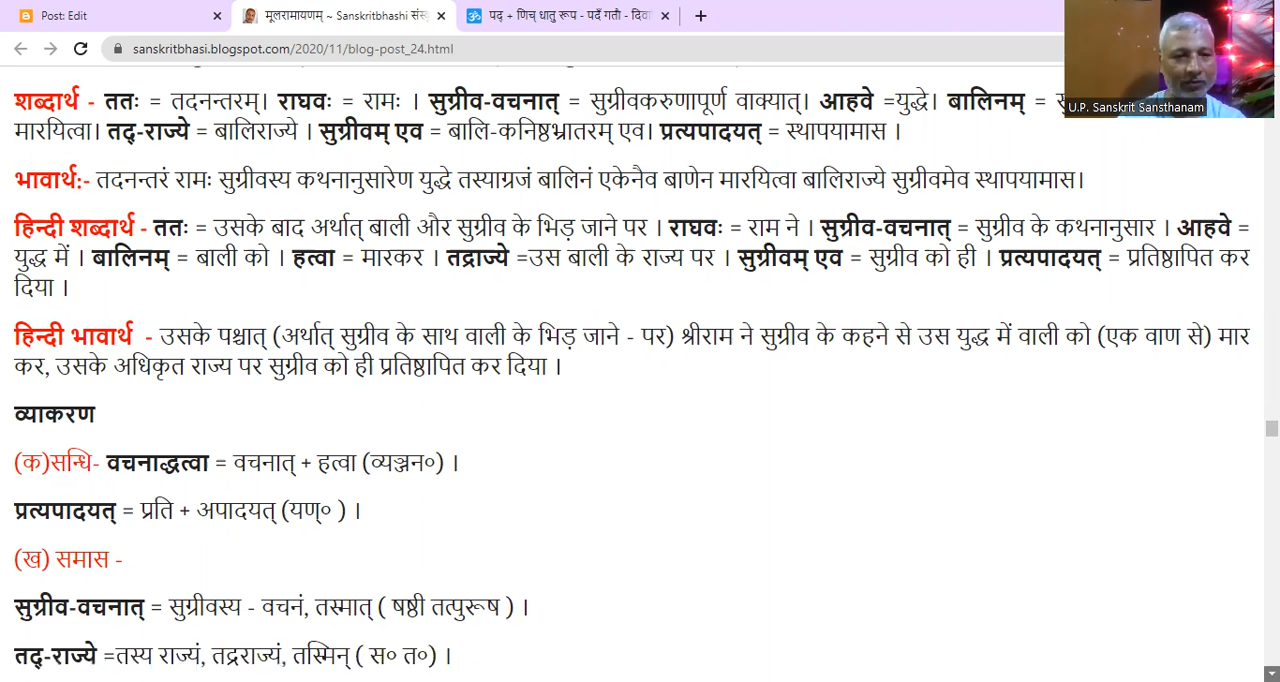 Post: Edit
मूलरामायणम् ~ Sanskritbhashi संस्
पद् + णिच् धातु रूप - पदँ गतौ - दिवा
sanskritbhasi.blogspot.com/2020/11/blog-post_24.html
शब्दार्थ - ततः = तदनन्तरम्। राघवः = रामः । सुग्रीव-वचनात् = सुग्रीवकरुणापूर्ण वाक्यात्। आहवे =युद्धे। बालिनम् =
U.P. Sanskrit Sansthanam
मारयित्वा। तद्-राज्ये = बालिराज्ये । सुग्रीवम् एव = बालि-कनिष्ठभ्रातरम् एव। प्रत्यपादयत् = स्थापयामास ।
भावार्थ:- तदनन्तरं रामः सुग्रीवस्य कथनानुसारेण युद्धे तस्याग्रजं बालिनं एकेनैव बाणेन मारयित्वा बालिराज्ये सुग्रीवमेव स्थापयामास।
हिन्दी शब्दार्थ - ततः = उसके बाद अर्थात् बाली और सुग्रीव के भिड़ जाने पर । राघवः = राम ने । सुग्रीव-वचनात् = सुग्रीव के कथनानुसार । आहवे =
युद्ध में । बालिनम् = बाली को । हत्वा = मारकर । तद्राज्ये =उस बाली के राज्य पर । सुग्रीवम् एव = सुग्रीव को ही । प्रत्यपादयत् = प्रतिष्ठापित कर
दिया ।
हिन्दी भावार्थ - उसके पश्चात् (अर्थात् सुग्रीव के साथ वाली के भिड़ जाने - पर) श्रीराम ने सुग्रीव के कहने से उस युद्ध में वाली को (एक वाण से) मार
कर, उसके अधिकृत राज्य पर सुग्रीव को ही प्रतिष्ठापित कर दिया ।
व्याकरण
(क)सन्धि- वचनाद्धत्वा = वचनात् + हत्वा (व्यञ्जन०) ।
प्रत्यपादयत् = प्रति + अपादयत् (यण्० ) ।
(ख) समास -
सुग्रीव-वचनात् = सुग्रीवस्य - वचनं, तस्मात् ( षष्ठी तत्पुरूष ) ।
तद्-राज्ये =तस्य राज्यं, तद्रराज्यं, तस्मिन् ( स० त०) ।